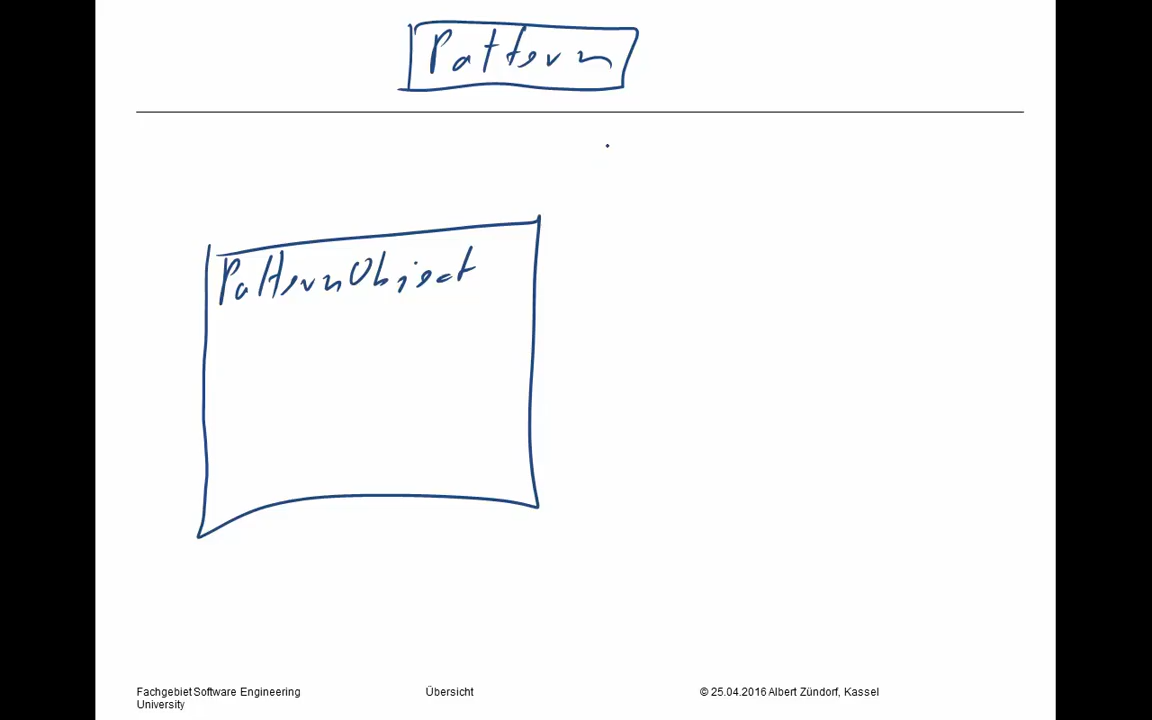 Pattern
PatternObject
Fachgebiet Software Engineering
University
Übersicht
© 25.04.2016 Albert Zündorf, Kassel